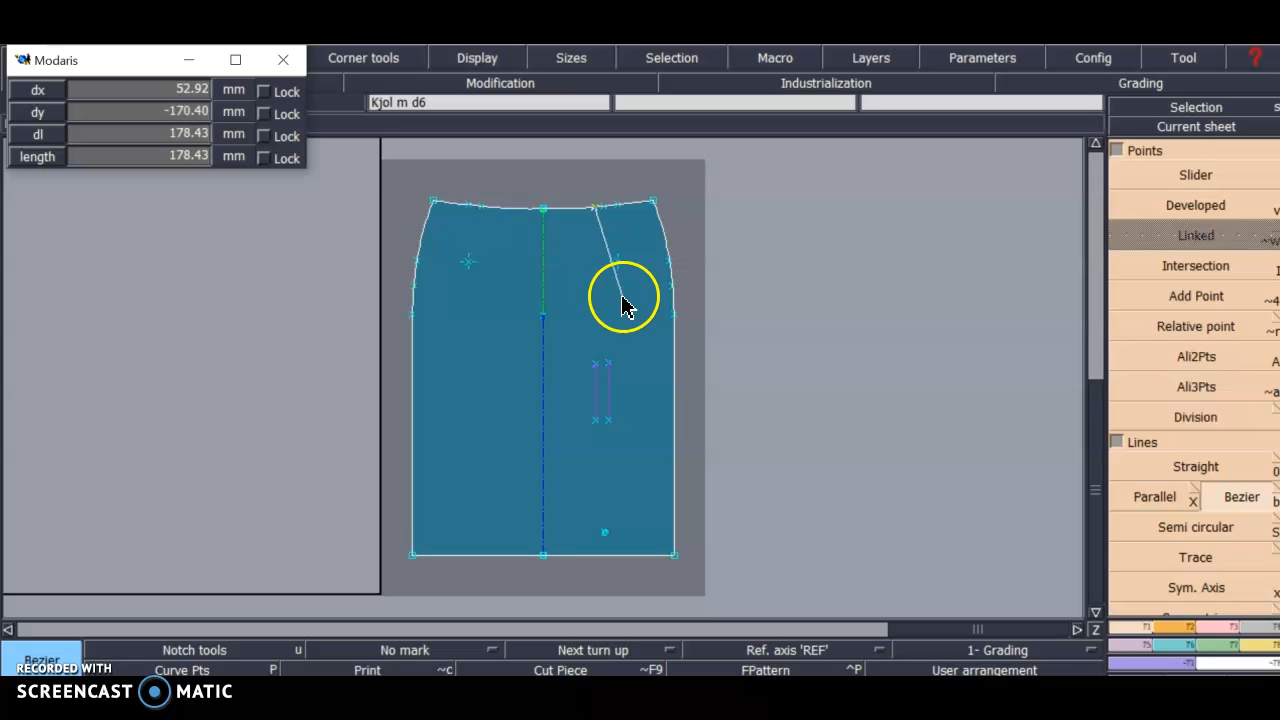 Modaris
Corner tools Display Sizes Selection Macro Layers Parameters Config Tool ?
dx 52.92 mm Lock
dy -170.40 mm Lock
dl 178.43 mm Lock
length 178.43 mm Lock
Modification Industrialization Grading
Kjol m d6
Selection
Current sheet
Points
Slider
Developed
Linked
Intersection
Add Point ~4
Relative point
Ali2Pts A
Ali3Pts ~a
Division
Lines
Straight
Parallel X Bezier b
Semi circular
Trace
Sym. Axis x
Z
Notch tools u No mark Next turn up Ref. axis 'REF' 1- Grading
Bezier
Curve Pts P Print ~c Cut Piece ~F9 FPattern ^P User arrangement
RECORDED WITH
SCREENCAST MATIC